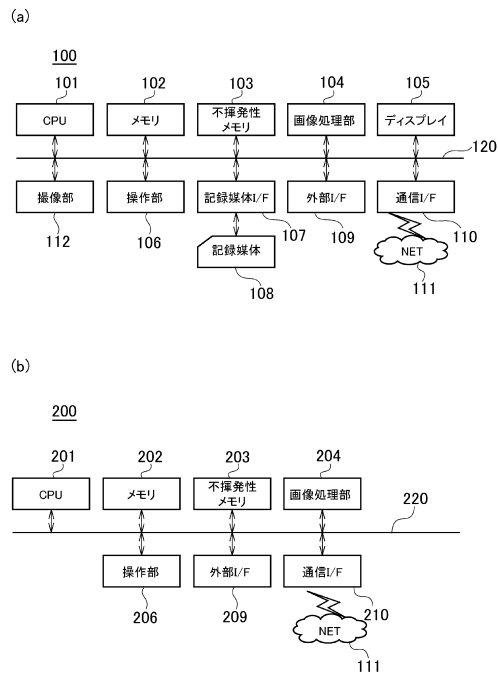 (a)
100
101 102 103 104 105
CPU メモリ 不揮発性 画像処理部 ディスプレイ
メモリ
120
撮像部 操作部 記録媒体I/F 外部I/F 通信I/F
112 106 107 109 110
NET
記録媒体 111
108
(b)
200
201 202 203 204
CPU メモリ 不揮発性 画像処理部
メモリ
220
操作部 外部I/F 通信I/F
206 209 210
NET
111